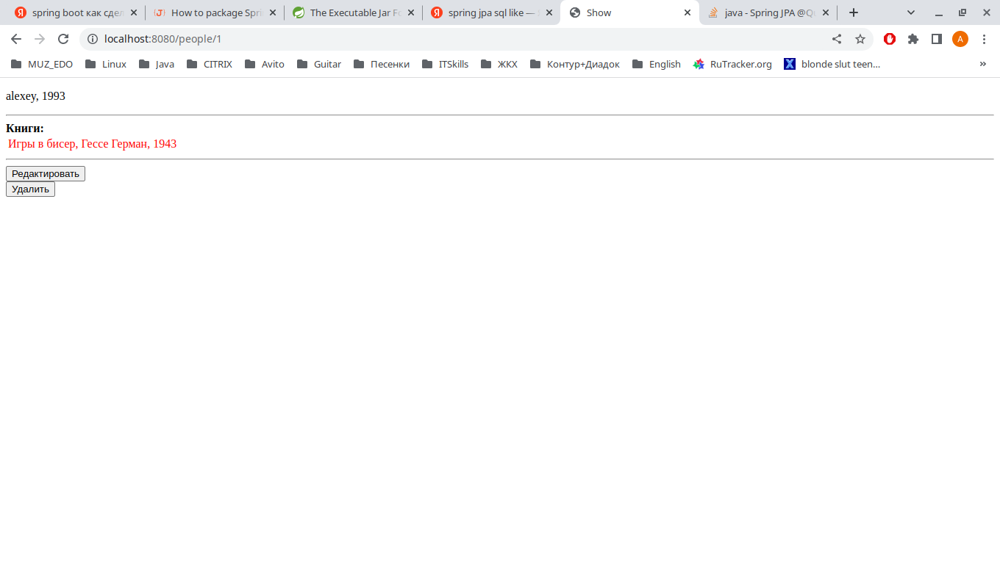 spring boot как сдел
How to package Spri
The Executable Jar Fo
spring jpa sql like —
Show
java - Spring JPA @Q
localhost:8080/people/1
A
MUZ_EDO Linux Java CITRIX Avito Guitar Песенки ITSkills ЖКХ Контур+Диадок English RuTracker.org blonde slut teen...
alexey, 1993
Книги:
Игры в бисер, Гессе Герман, 1943
Редактировать
Удалить